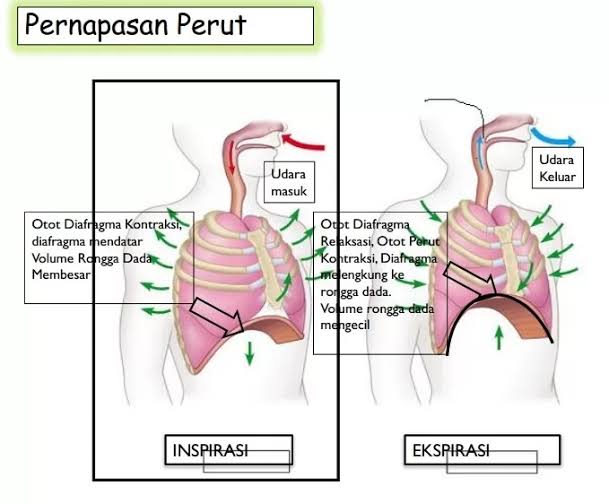 Pernapasan Perut
Udara
masuk
Otot Diafragma Kontraksi,
diafragma mendatar
Volume Rongga Dada
Membesar
INSPIRASI
Udara
Keluar
Otot Diafragma
Relaksasi, Otot Perut
Kontraksi, Diafragma
melengkung ke
rongga dada.
Volume rongga dada
mengecil
EKSPIRASI